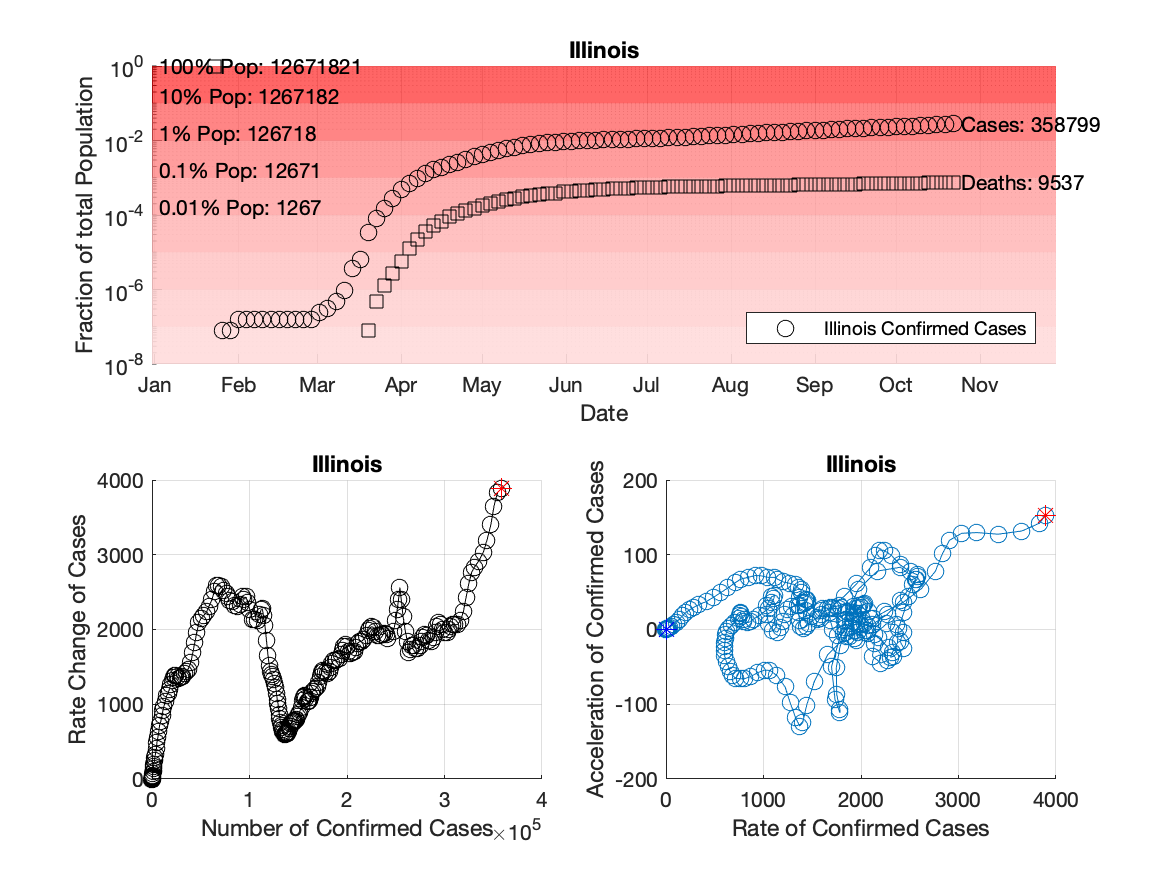 Illinois
Fraction of total Population
10^0
10^-2
10^-4
10^-6
10^-8
100% Pop: 12671821
10% Pop: 1267182
1% Pop: 126718
0.1% Pop: 12671
0.01% Pop: 1267
Cases: 358799
Deaths: 9537
Illinois Confirmed Cases
Jan Feb Mar Apr May Jun Jul Aug Sep Oct Nov
Date
Illinois
Rate Change of Cases
4000
3000
2000
1000
0
0 1 2 3 4
Number of Confirmed Cases ×10^5
Illinois
Acceleration of Confirmed Cases
200
100
0
-100
-200
0 1000 2000 3000 4000
Rate of Confirmed Cases